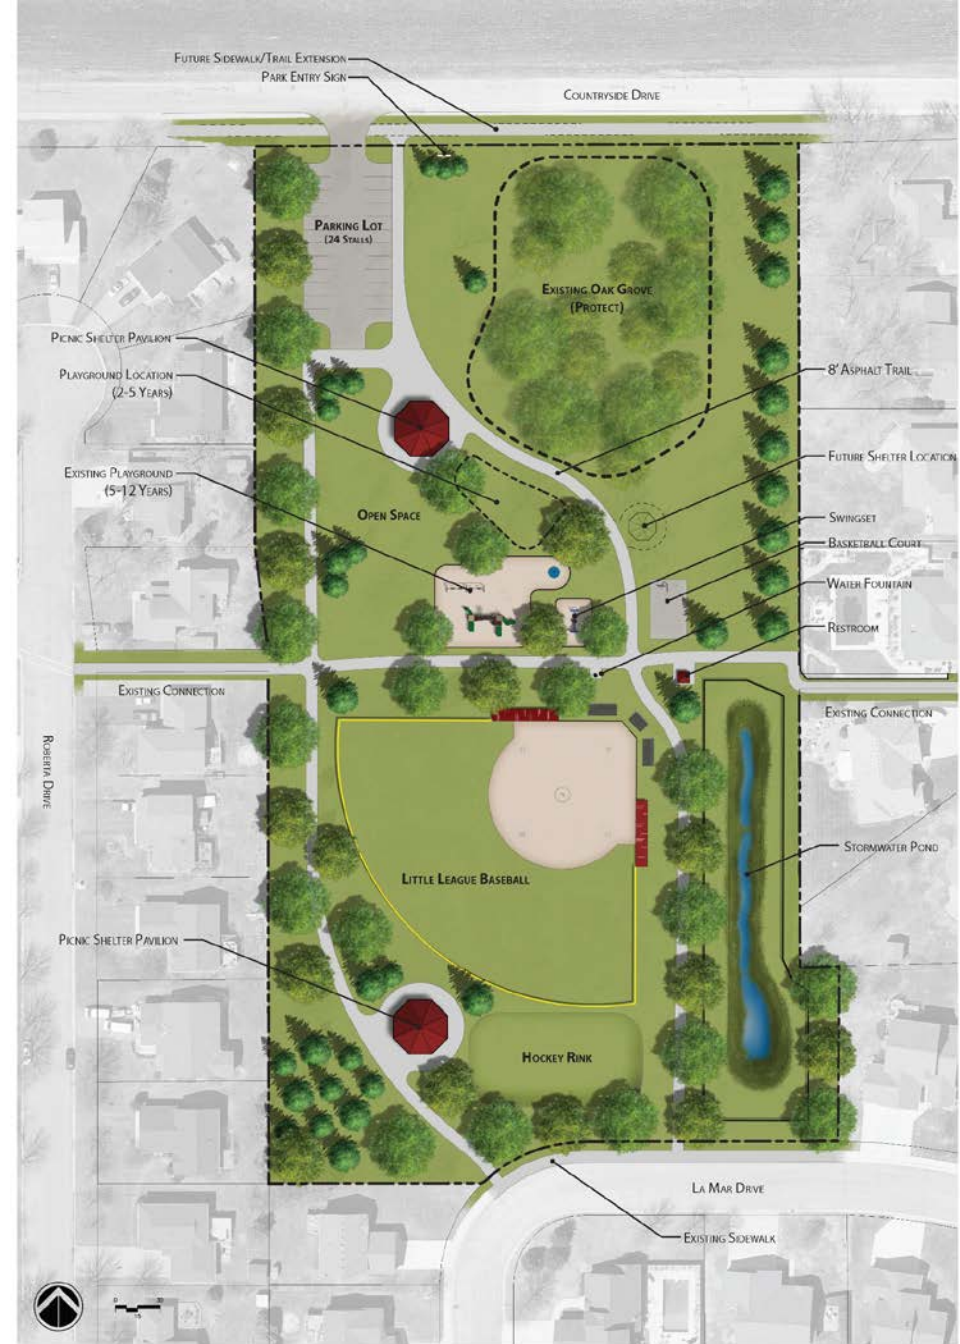 Future Sidewalk/Trail Extension
Park Entry Sign
Countryside Drive
Parking Lot
(24 Stalls)
Existing Oak Grove
(Protect)
Picnic Shelter Pavilion
Playground Location
(2-5 Years)
8' Asphalt Trail
Existing Playground
(5-12 Years)
Future Shelter Location
Open Space
Swingset
Basketball Court
Water Fountain
Restroom
Existing Connection
Existing Connection
Roberta Drive
Stormwater Pond
Little League Baseball
Picnic Shelter Pavilion
Hockey Rink
La Mar Drive
Existing Sidewalk
0 30
15